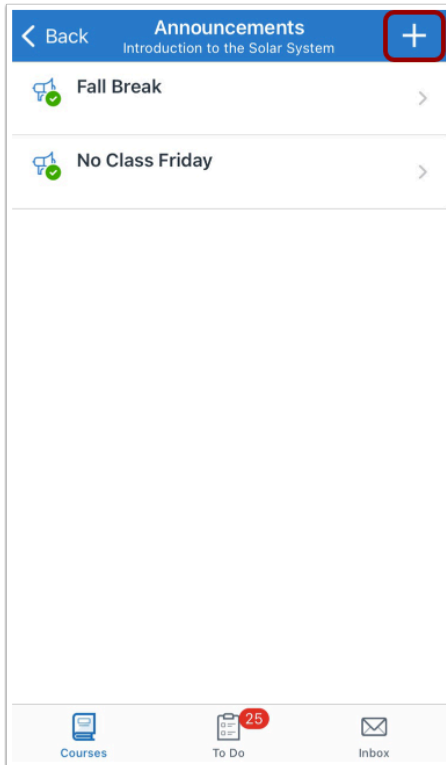 Back
Announcements
Introduction to the Solar System
Fall Break
No Class Friday
25
Courses
To Do
Inbox